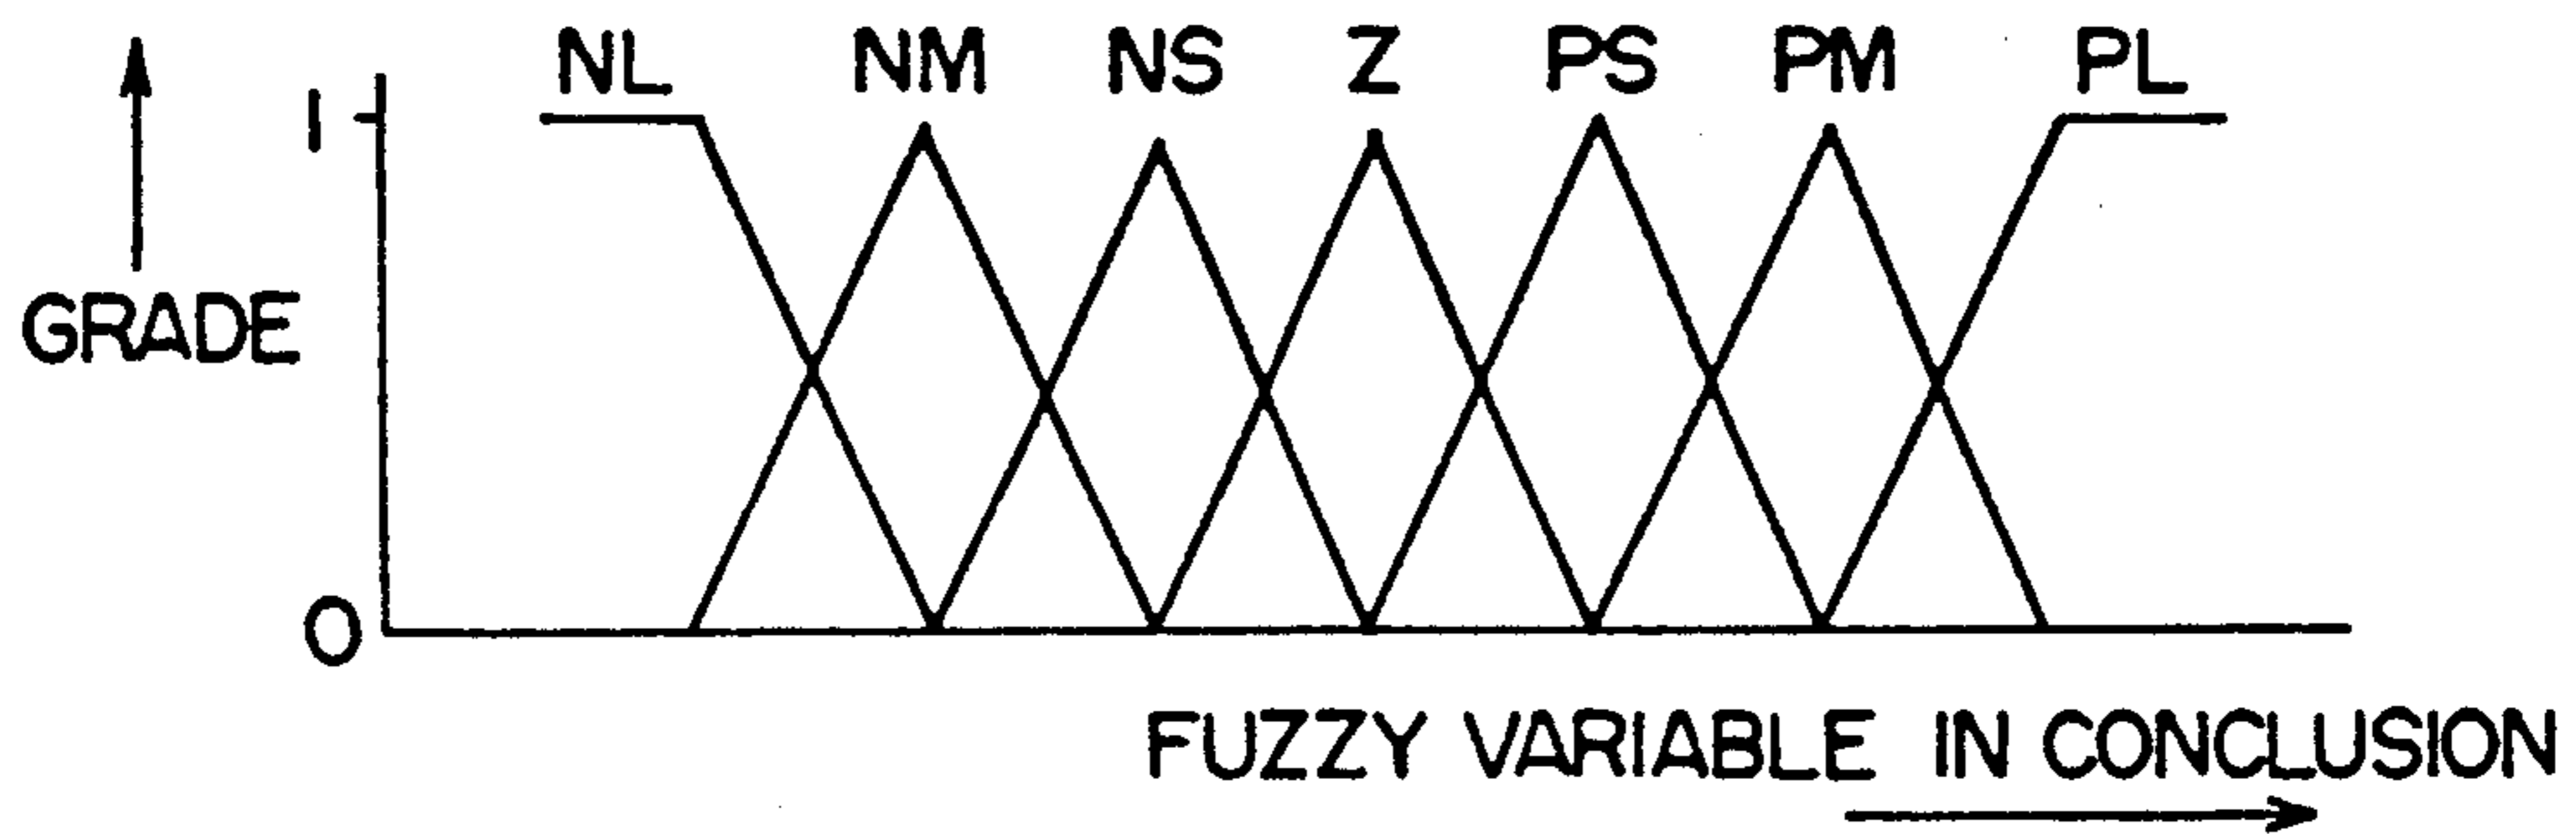 NL NM NS Z PS PM PL
1
GRADE
0
FUZZY VARIABLE IN CONCLUSION